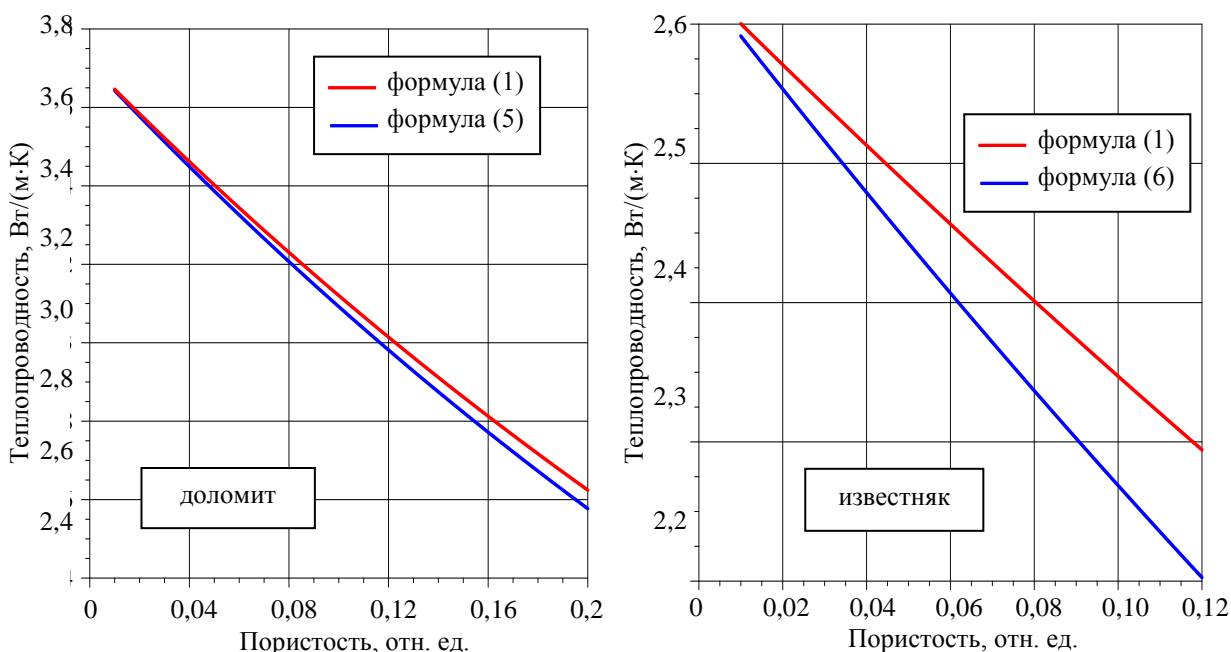 Теплопроводность, Вт/(м·К)
3,8
3,6
3,4
3,2
3,0
2,8
2,6
2,4
формула (1)
формула (5)
доломит
0 0,04 0,08 0,12 0,16 0,2
Пористость, отн. ед.
Теплопроводность, Вт/(м·К)
2,6
2,5
2,4
2,3
2,2
формула (1)
формула (6)
известняк
0 0,02 0,04 0,06 0,08 0,10 0,12
Пористость, отн. ед.